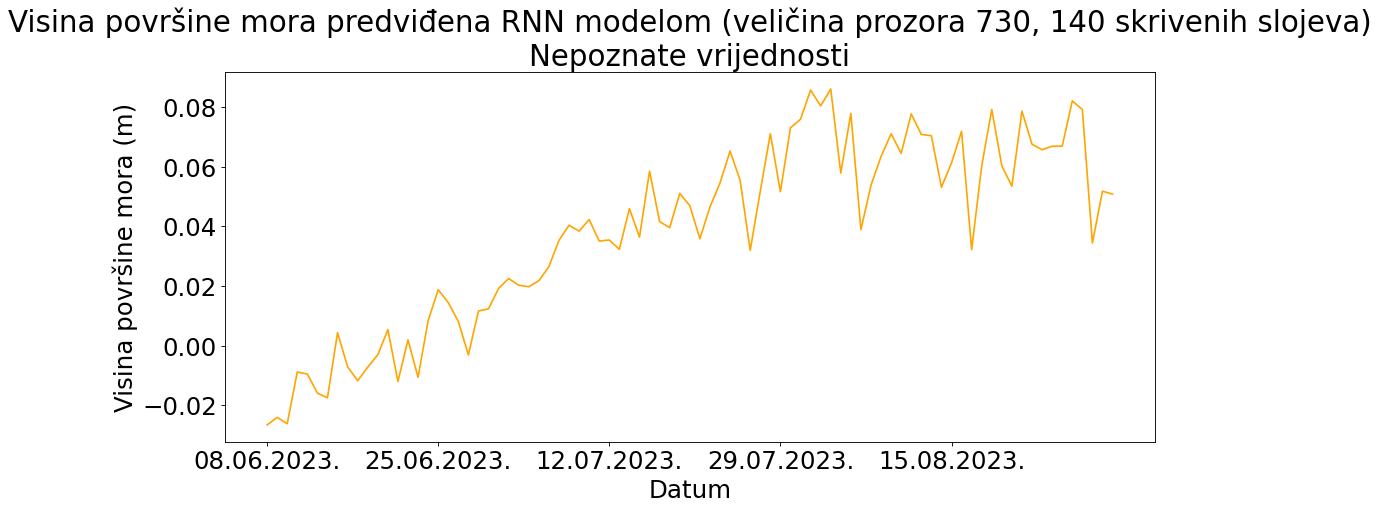 Visina površine mora predviđena RNN modelom (veličina prozora 730, 140 skrivenih slojeva)
Nepoznate vrijednosti
Visina površine mora (m)
0.08
0.06
0.04
0.02
0.00
−0.02
08.06.2023. 25.06.2023. 12.07.2023. 29.07.2023. 15.08.2023.
Datum